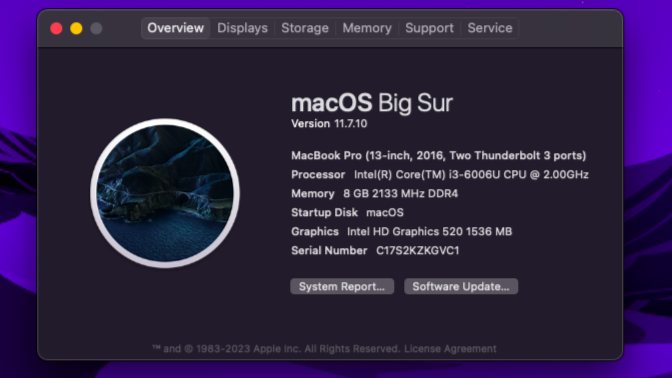 Overview Displays Storage Memory Support Service
macOS Big Sur
Version 11.7.10
MacBook Pro (13-inch, 2016, Two Thunderbolt 3 ports)
Processor Intel(R) Core(TM) i3-6006U CPU @ 2.00GHz
Memory 8 GB 2133 MHz DDR4
Startup Disk macOS
Graphics Intel HD Graphics 520 1536 MB
Serial Number C17S2KZKGVC1
System Report... Software Update...
™ and © 1983-2023 Apple Inc. All Rights Reserved. License Agreement